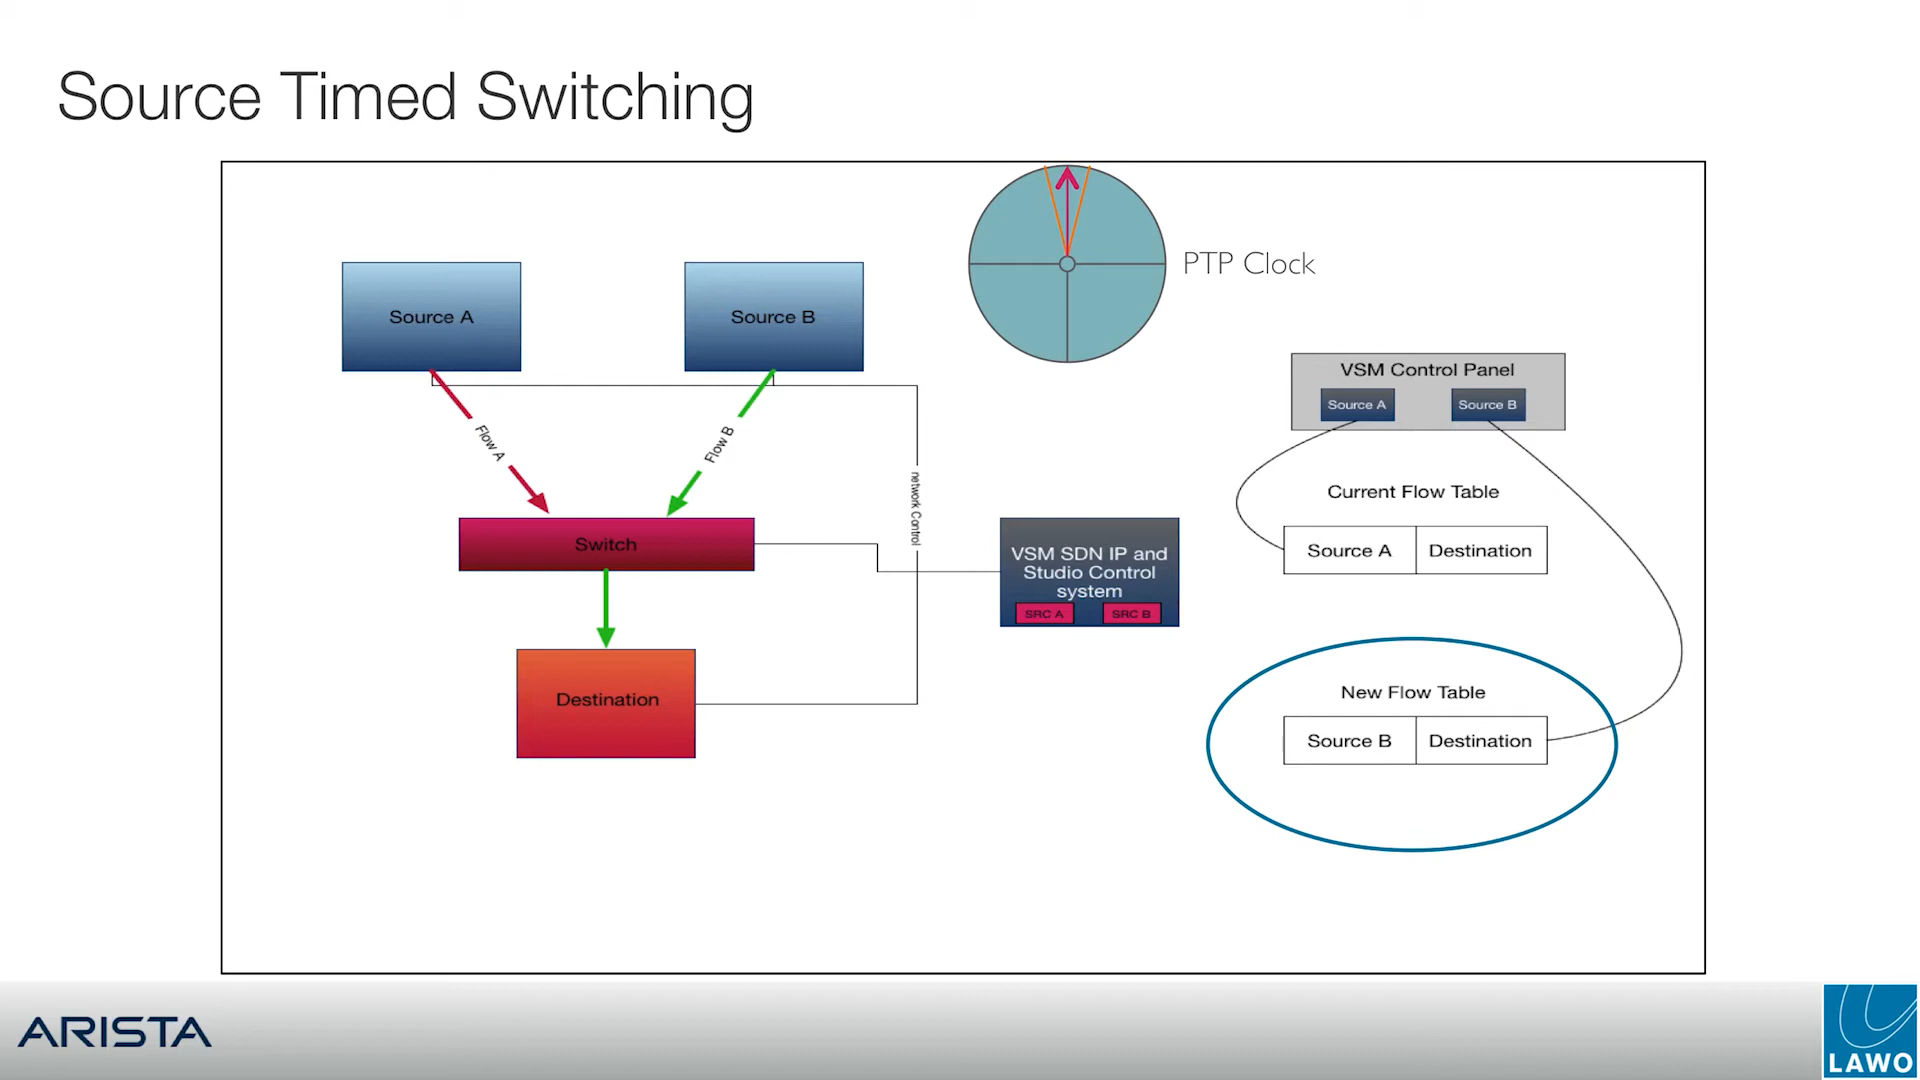 Source Timed Switching
PTP Clock
Source A
Source B
Flow A
Flow B
network Control
Switch
Destination
VSM SDN IP and
Studio Control
system
SRC A
SRC B
VSM Control Panel
Source A
Source B
Current Flow Table
Source A
Destination
New Flow Table
Source B
Destination
ARISTA
LAWO